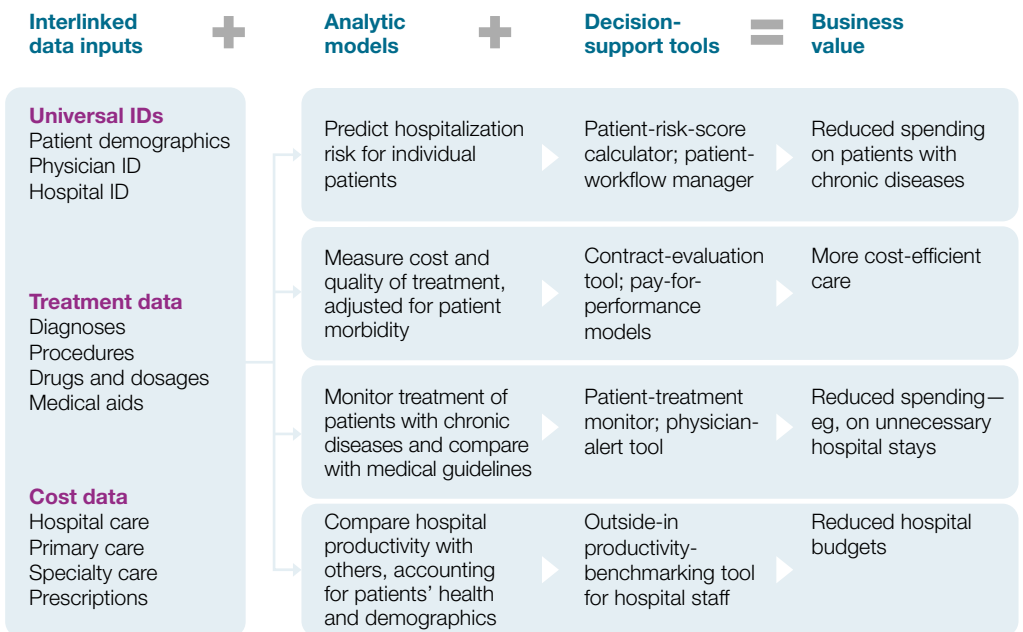 Interlinked
data inputs
+
Analytic
models
+
Decision-
support tools
=
Business
value
Universal IDs
Patient demographics
Physician ID
Hospital ID
Treatment data
Diagnoses
Procedures
Drugs and dosages
Medical aids
Cost data
Hospital care
Primary care
Specialty care
Prescriptions
Predict hospitalization
risk for individual
patients
Patient-risk-score
calculator; patient-
workflow manager
Reduced spending
on patients with
chronic diseases
Measure cost and
quality of treatment,
adjusted for patient
morbidity
Contract-evaluation
tool; pay-for-
performance
models
More cost-efficient
care
Monitor treatment of
patients with chronic
diseases and compare
with medical guidelines
Patient-treatment
monitor; physician-
alert tool
Reduced spending—
eg, on unnecessary
hospital stays
Compare hospital
productivity with
others, accounting
for patients’ health
and demographics
Outside-in
productivity-
benchmarking tool
for hospital staff
Reduced hospital
budgets